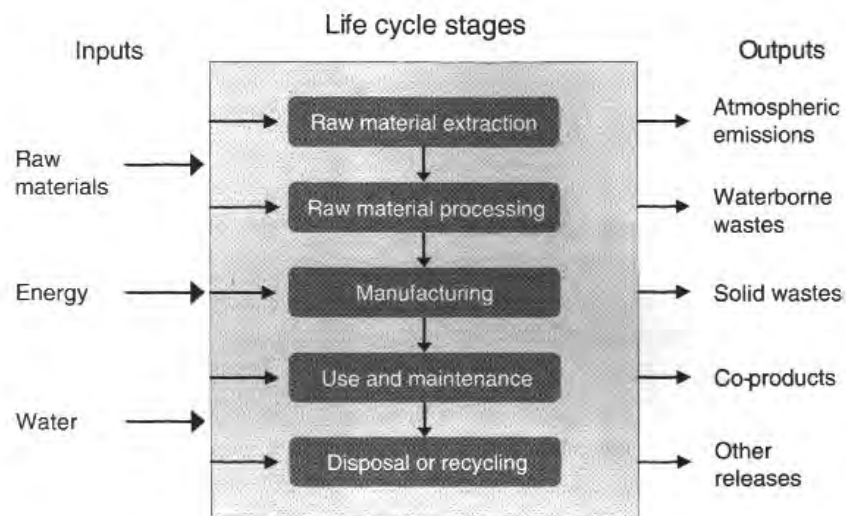 Life cycle stages
Inputs
Outputs
Raw material extraction
Atmospheric
emissions
Raw
materials
Raw material processing
Waterborne
wastes
Energy
Manufacturing
Solid wastes
Use and maintenance
Co-products
Water
Disposal or recycling
Other
releases